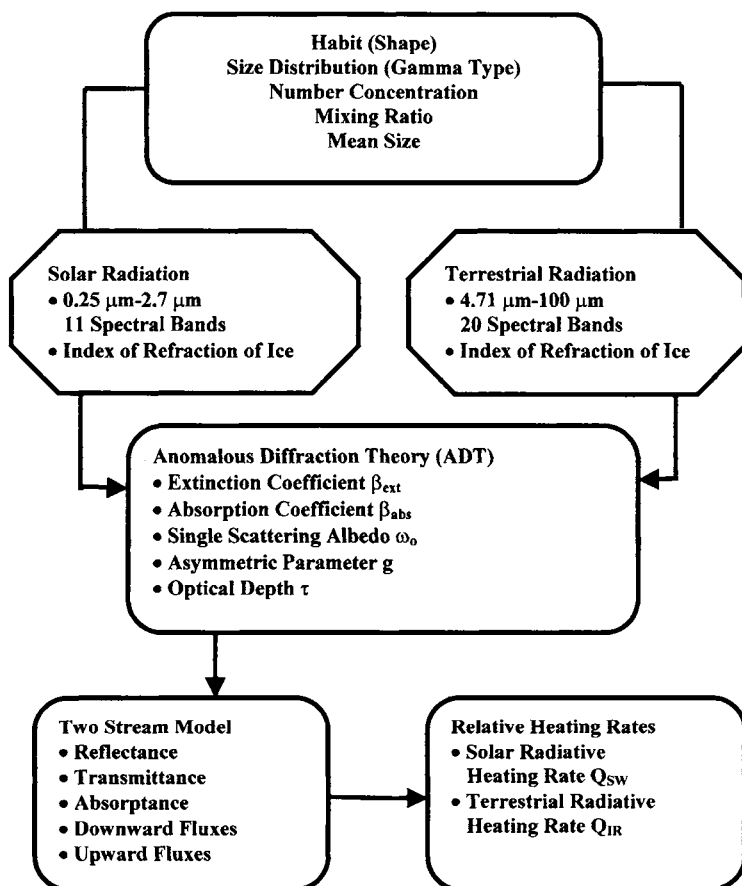 Habit (Shape)
Size Distribution (Gamma Type)
Number Concentration
Mixing Ratio
Mean Size
Solar Radiation
• 0.25 μm-2.7 μm
11 Spectral Bands
• Index of Refraction of Ice
Terrestrial Radiation
• 4.71 μm-100 μm
20 Spectral Bands
• Index of Refraction of Ice
Anomalous Diffraction Theory (ADT)
• Extinction Coefficient βext
• Absorption Coefficient βabs
• Single Scattering Albedo ωo
• Asymmetric Parameter g
• Optical Depth τ
Two Stream Model
• Reflectance
• Transmittance
• Absorptance
• Downward Fluxes
• Upward Fluxes
Relative Heating Rates
• Solar Radiative
Heating Rate QSW
• Terrestrial Radiative
Heating Rate QIR